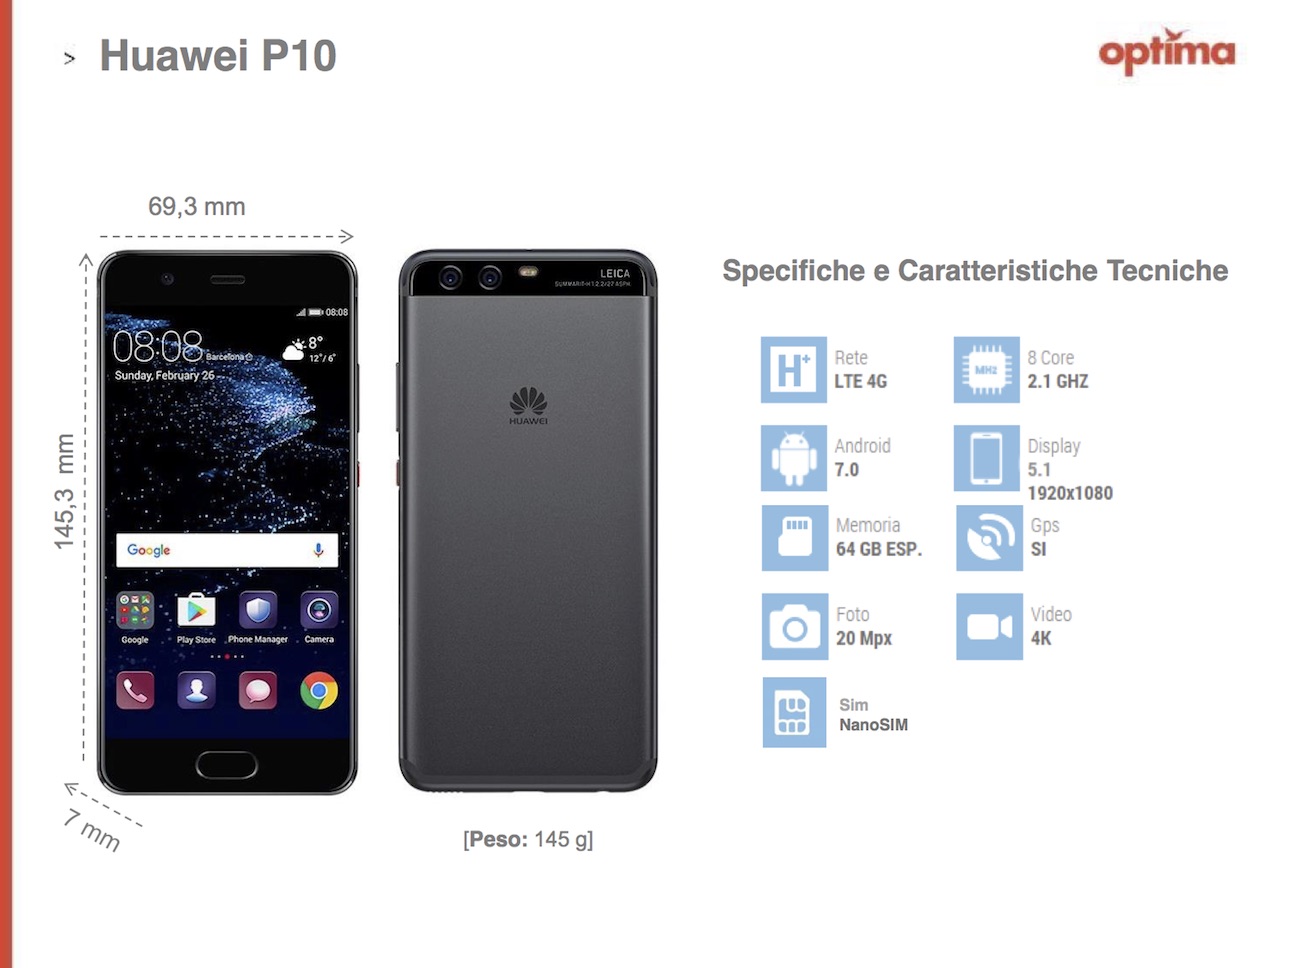 > Huawei P10
optima
69,3 mm
145,3 mm
7 mm
08:08
08:08
Barcelona
8°
12°/ 6°
Sunday, February 26
Google
Google
Play Store
Phone Manager
Camera
LEICA
SUMMARIT-H 1:2.2/27 ASPH.
HUAWEI
[Peso: 145 g]
Specifiche e Caratteristiche Tecniche
H+
Rete
LTE 4G
MHz
8 Core
2.1 GHZ
Android
7.0
Display
5.1
1920x1080
Memoria
64 GB ESP.
Gps
SI
Foto
20 Mpx
Video
4K
Sim
NanoSIM